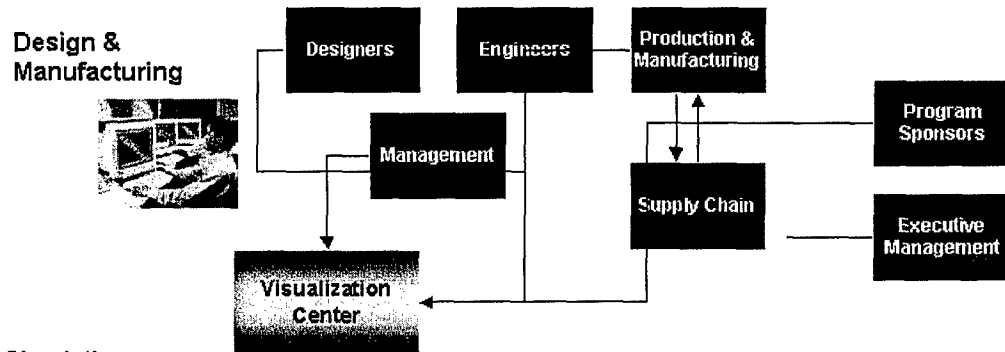 Design &
Manufacturing
Designers
Engineers
Production &
Manufacturing
Program
Sponsors
Management
Supply Chain
Executive
Management
Visualization
Center